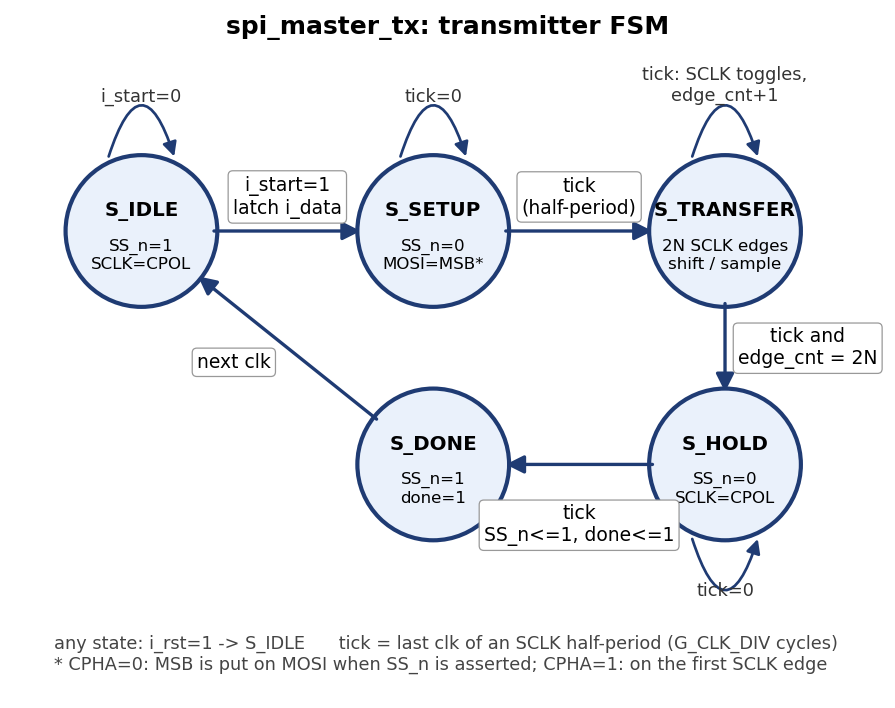 spi_master_tx: transmitter FSM
i_start=0
tick=0
tick: SCLK toggles,
edge_cnt+1
S_IDLE
SS_n=1
SCLK=CPOL
i_start=1
latch i_data
S_SETUP
SS_n=0
MOSI=MSB*
tick
(half-period)
S_TRANSFER
2N SCLK edges
shift / sample
next clk
tick and
edge_cnt = 2N
S_DONE
SS_n=1
done=1
S_HOLD
SS_n=0
SCLK=CPOL
tick
SS_n<=1, done<=1
tick=0
any state: i_rst=1 -> S_IDLE tick = last clk of an SCLK half-period (G_CLK_DIV cycles)
* CPHA=0: MSB is put on MOSI when SS_n is asserted; CPHA=1: on the first SCLK edge